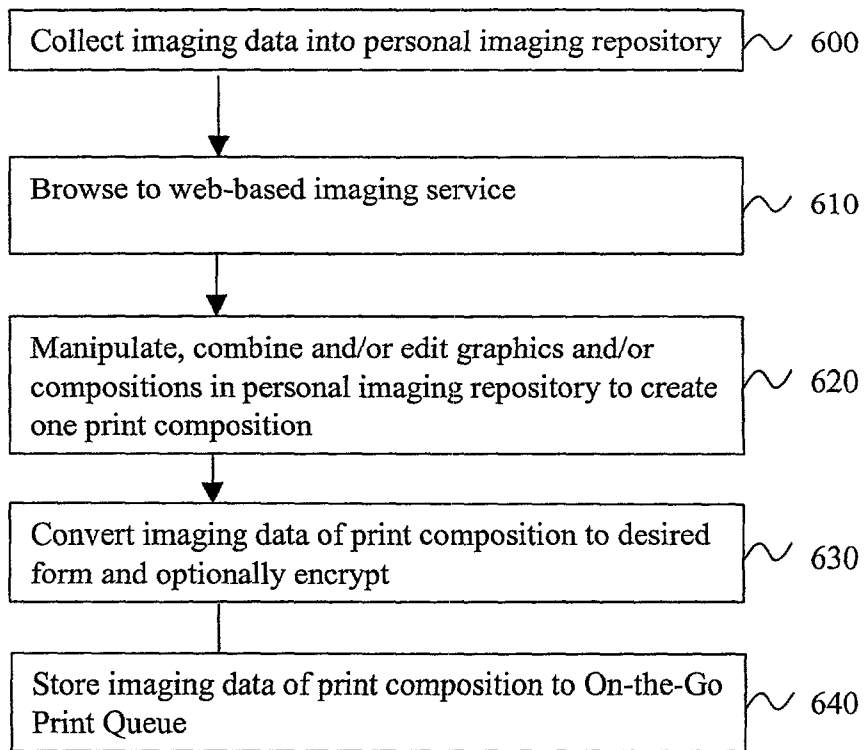 Collect imaging data into personal imaging repository
600
Browse to web-based imaging service
610
Manipulate, combine and/or edit graphics and/or
compositions in personal imaging repository to create
one print composition
620
Convert imaging data of print composition to desired
form and optionally encrypt
630
Store imaging data of print composition to On-the-Go
Print Queue
640